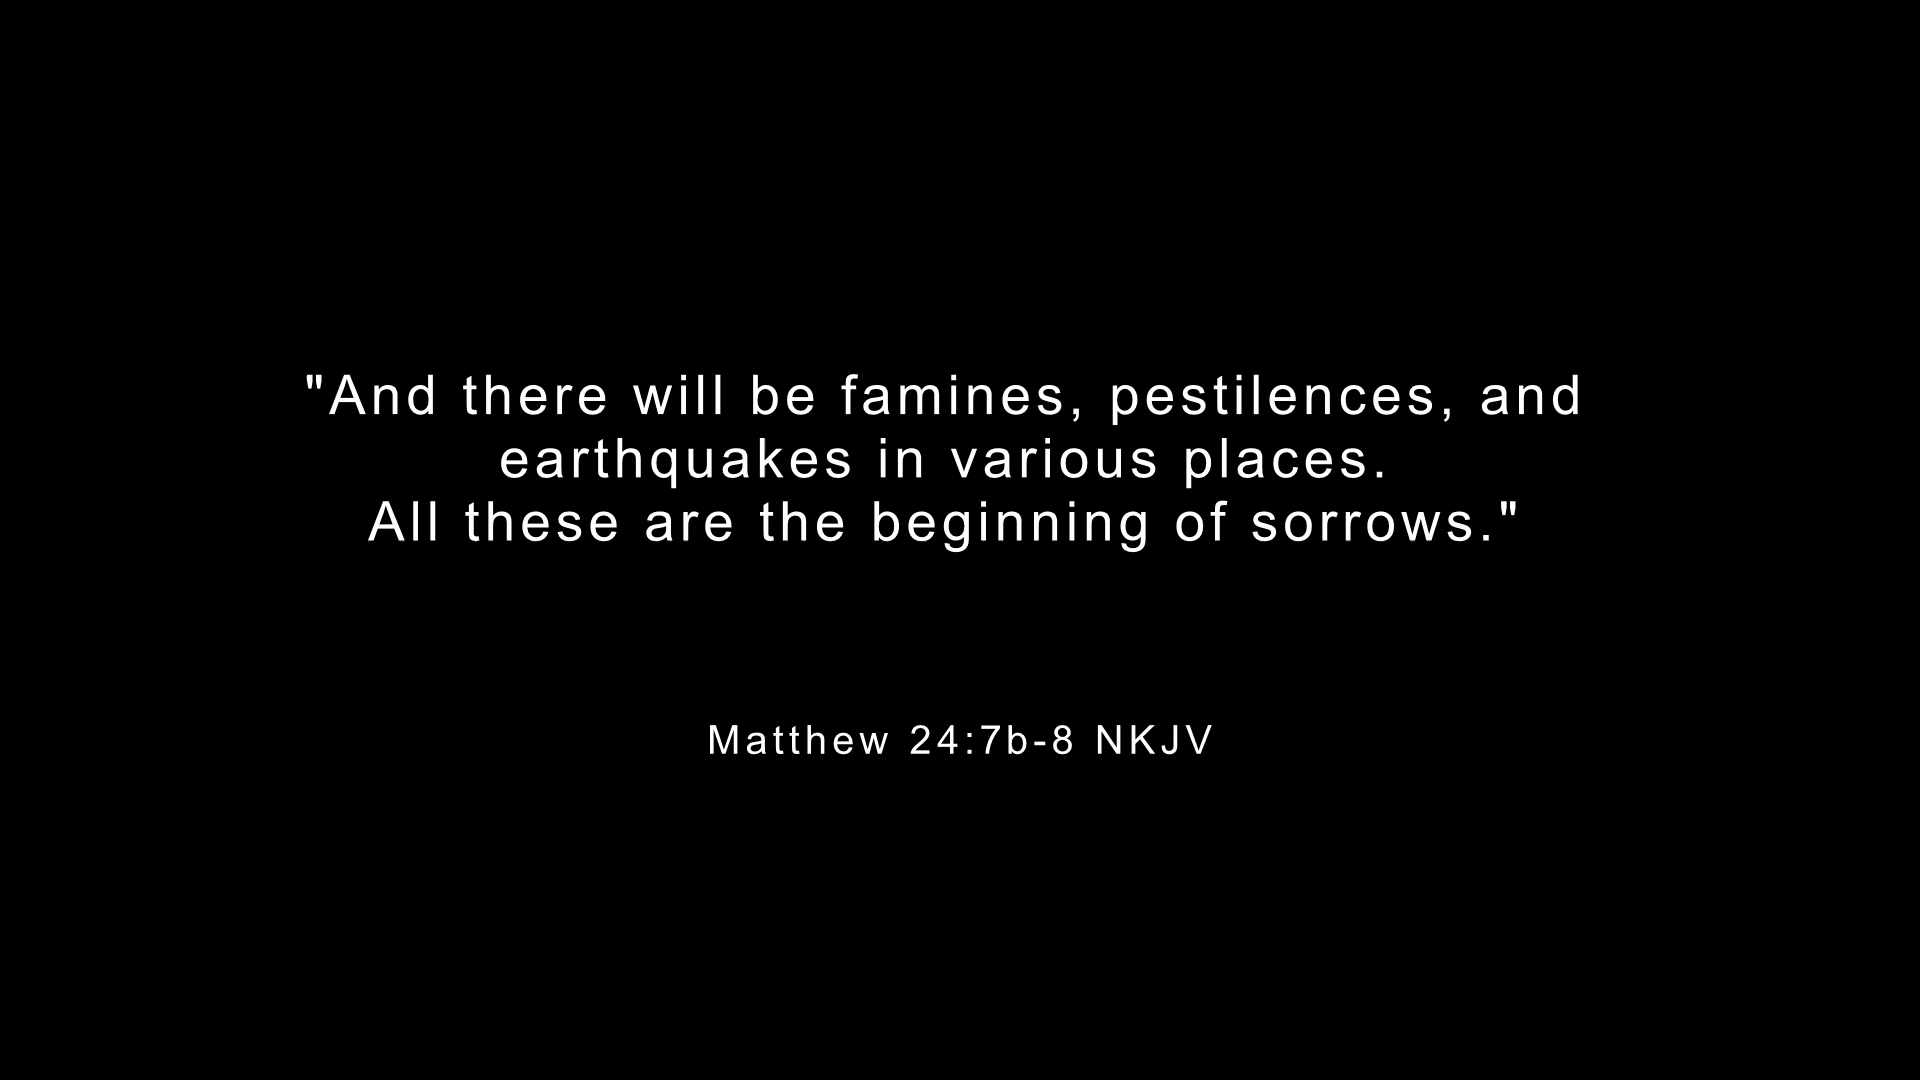 "And there will be famines, pestilences, and
earthquakes in various places.
All these are the beginning of sorrows."
Matthew 24:7b-8 NKJV